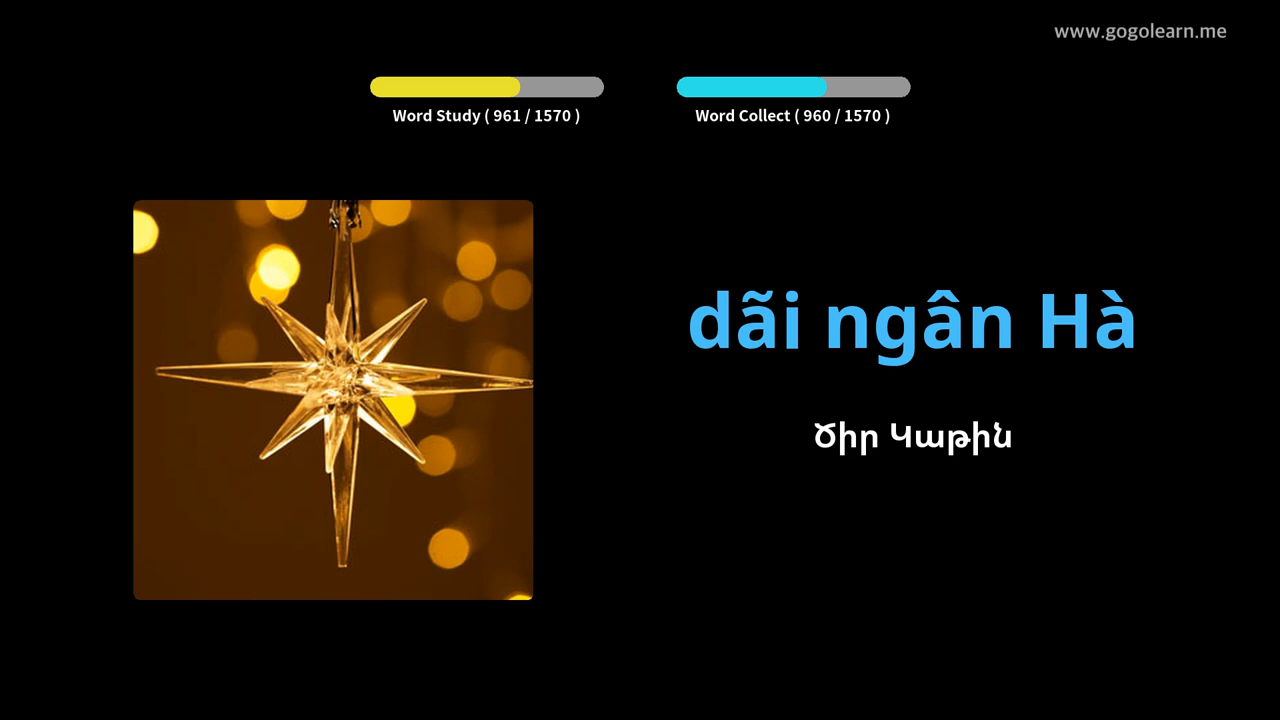 www.gogolearn.me
Word Study ( 961 / 1570 )
Word Collect ( 960 / 1570 )
dãi ngân Hà
Ծիր Կաթին